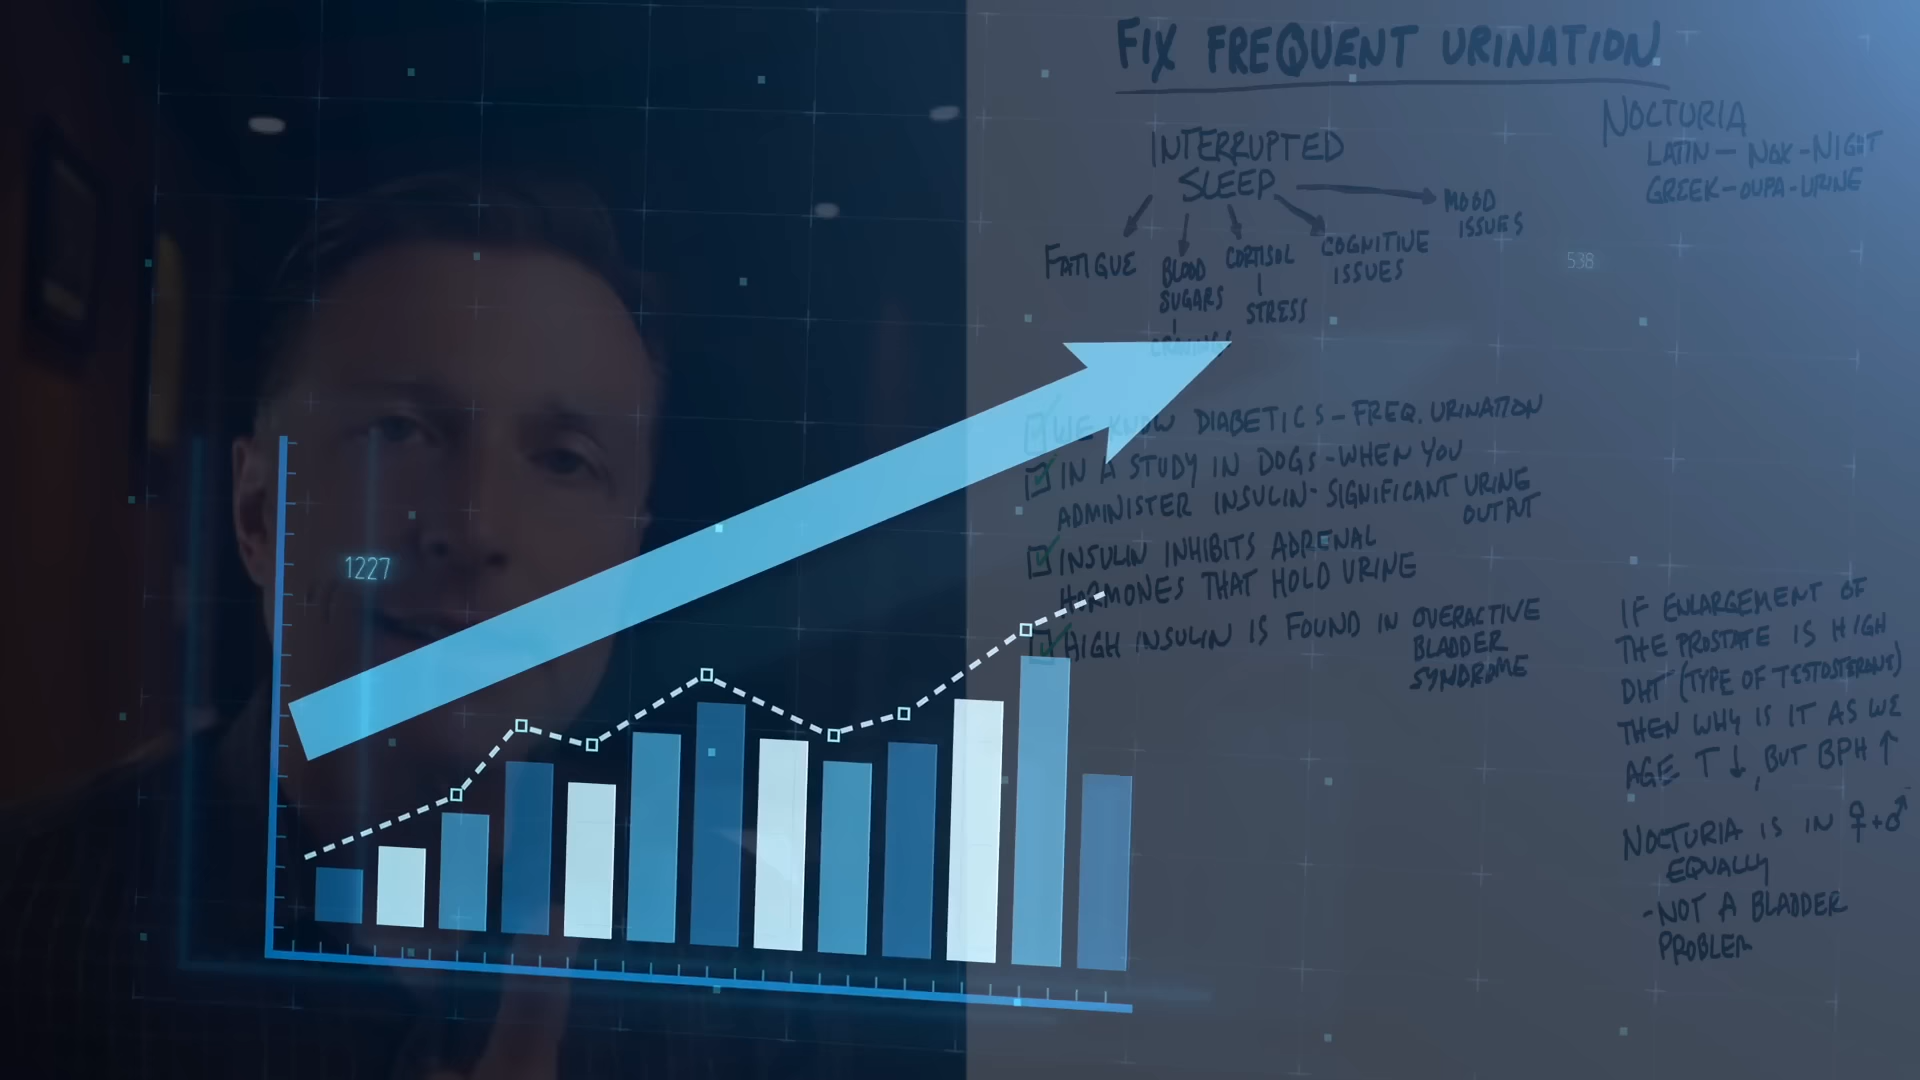 FIX FREQUENT URINATION
NOCTURIA
LATIN – NOX – NIGHT
GREEK – OUPA – URINE
INTERRUPTED
SLEEP
MOOD
ISSUES
FATIGUE
BLOOD
SUGARS
CRAVINGS
CORTISOL
STRESS
COGNITIVE
ISSUES
538
WE KNOW DIABETICS – FREQ. URINATION
IN A STUDY IN DOGS – WHEN YOU
ADMINISTER INSULIN – SIGNIFICANT URINE
OUTPUT
INSULIN INHIBITS ADRENAL
HORMONES THAT HOLD URINE
HIGH INSULIN IS FOUND IN OVERACTIVE
BLADDER
SYNDROME
1227
IF ENLARGEMENT OF
THE PROSTATE IS HIGH
DHT (TYPE OF TESTOSTERONE)
THEN WHY IS IT AS WE
AGE T ↓, BUT BPH ↑
NOCTURIA IS IN ♀+♂
EQUALLY
- NOT A BLADDER
PROBLEM